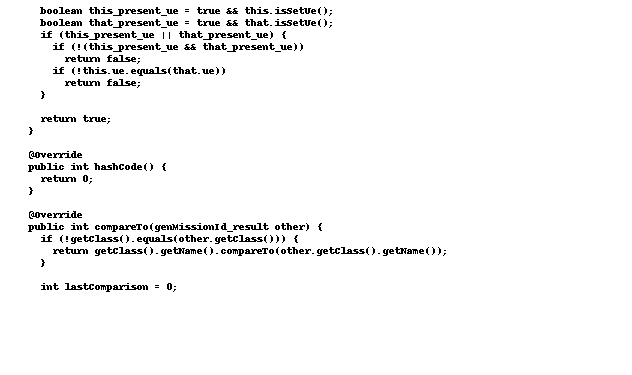 boolean this_present_ue = true && this.isSetUe();
boolean that_present_ue = true && that.isSetUe();
if (this_present_ue || that_present_ue) {
if (!(this_present_ue && that_present_ue))
return false;
if (!this.ue.equals(that.ue))
return false;
}
return true;
}
@Override
public int hashCode() {
return 0;
}
@Override
public int compareTo(genMissionId_result other) {
if (!getClass().equals(other.getClass())) {
return getClass().getName().compareTo(other.getClass().getName());
}
int lastComparison = 0;